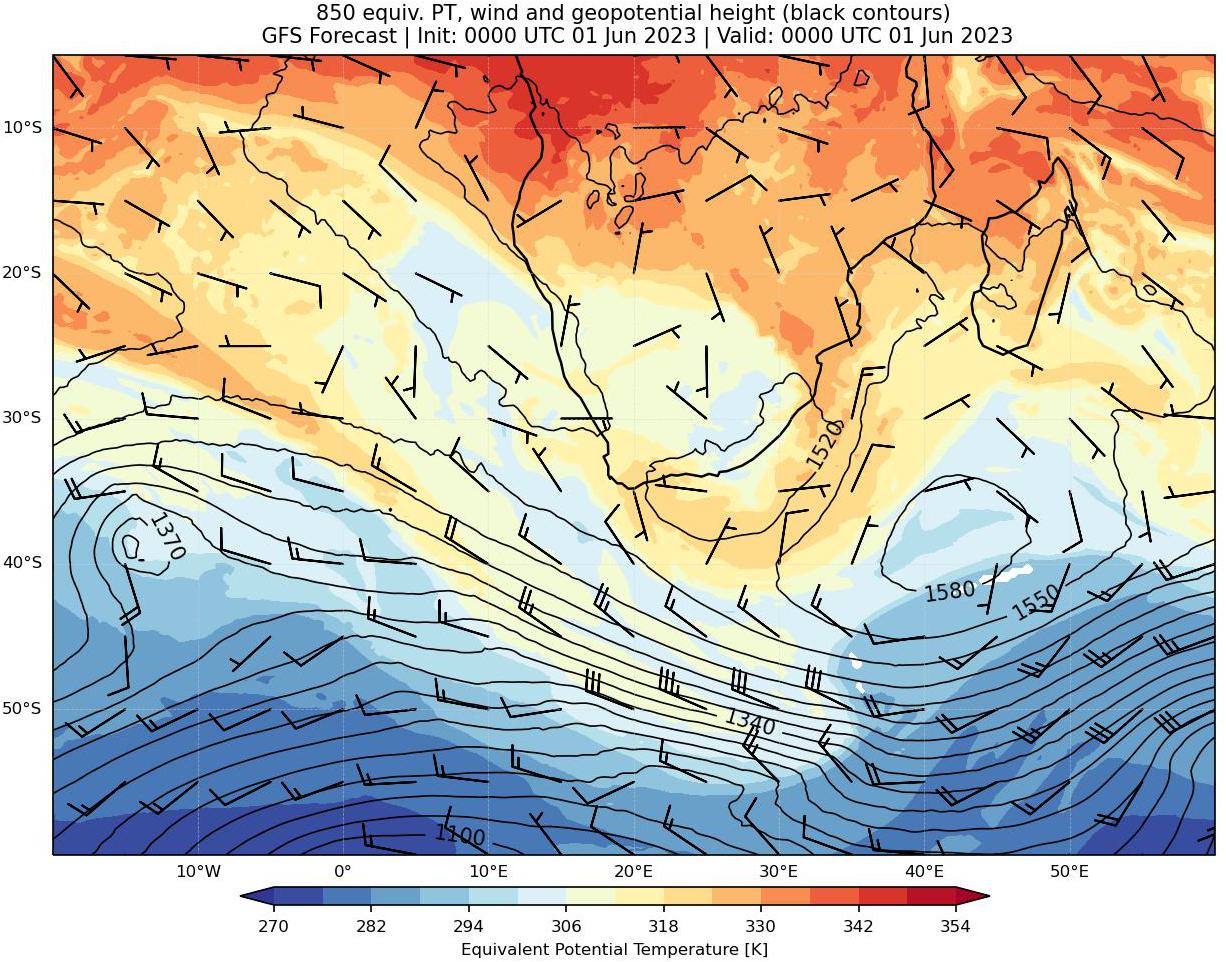 850 equiv. PT, wind and geopotential height (black contours)
GFS Forecast | Init: 0000 UTC 01 Jun 2023 | Valid: 0000 UTC 01 Jun 2023
10°S
20°S
30°S
1520
1370
40°S
1580
1550
50°S
1340
1100
10°W
0°
10°E
20°E
30°E
40°E
50°E
270
282
294
306
318
330
342
354
Equivalent Potential Temperature [K]